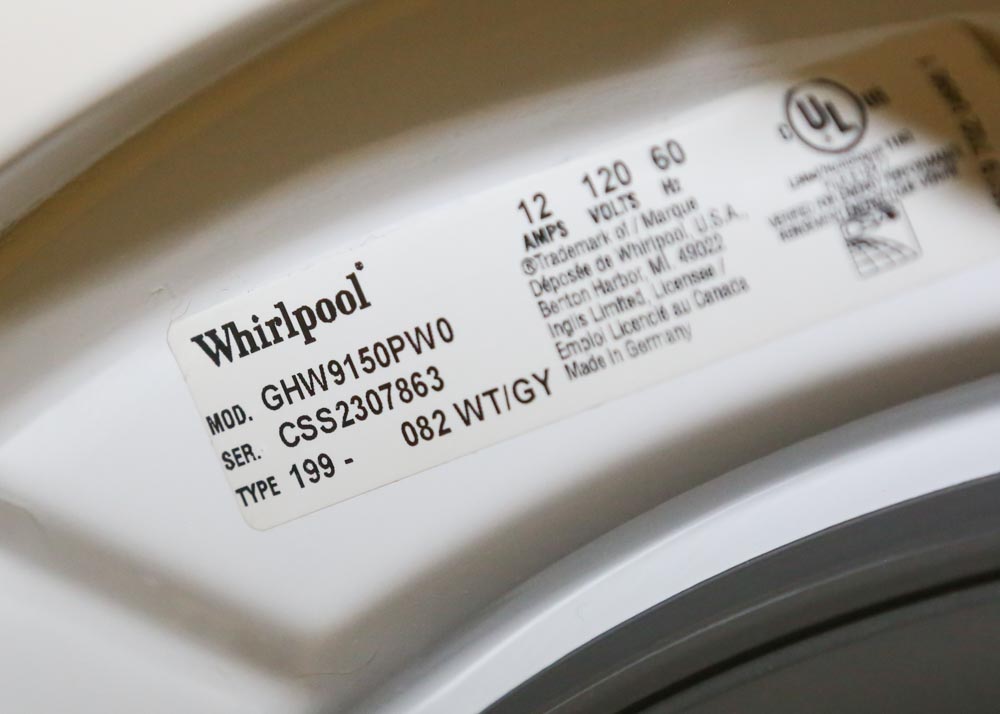 Whirlpool®
MOD. GHW9150PW0
SER. CSS2307863
TYPE 199 - 082 WT/GY
12 120 60
AMPS VOLTS Hz
®Trademark of / Marque
Déposée de Whirlpool, U.S.A.,
Benton Harbor, MI. 49022
Inglis Limited, Licensee /
Emploi Licencié au Canada
Made in Germany
C UL